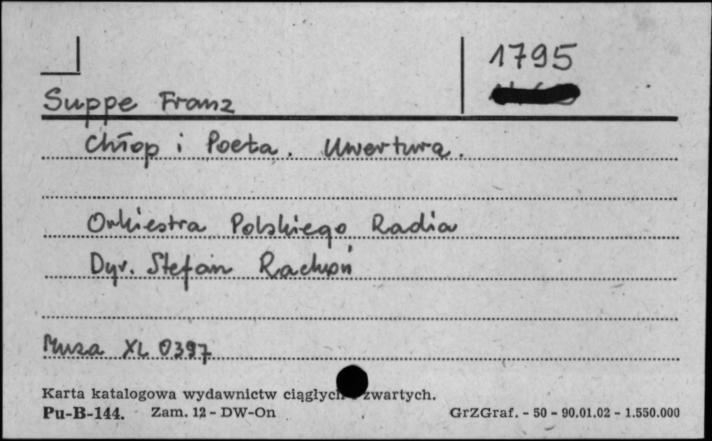 1795
Suppe Franz
Chłop i Poeta. Uwertura.
Orkiestra Polskiego Radia
Dyr. Stefan Rachoń
Muza XL 0397
Karta katalogowa wydawnictw ciągłych zwartych.
Pu-B-144. Zam. 12 - DW-On GrZGraf. - 50 - 90.01.02 - 1.550.000